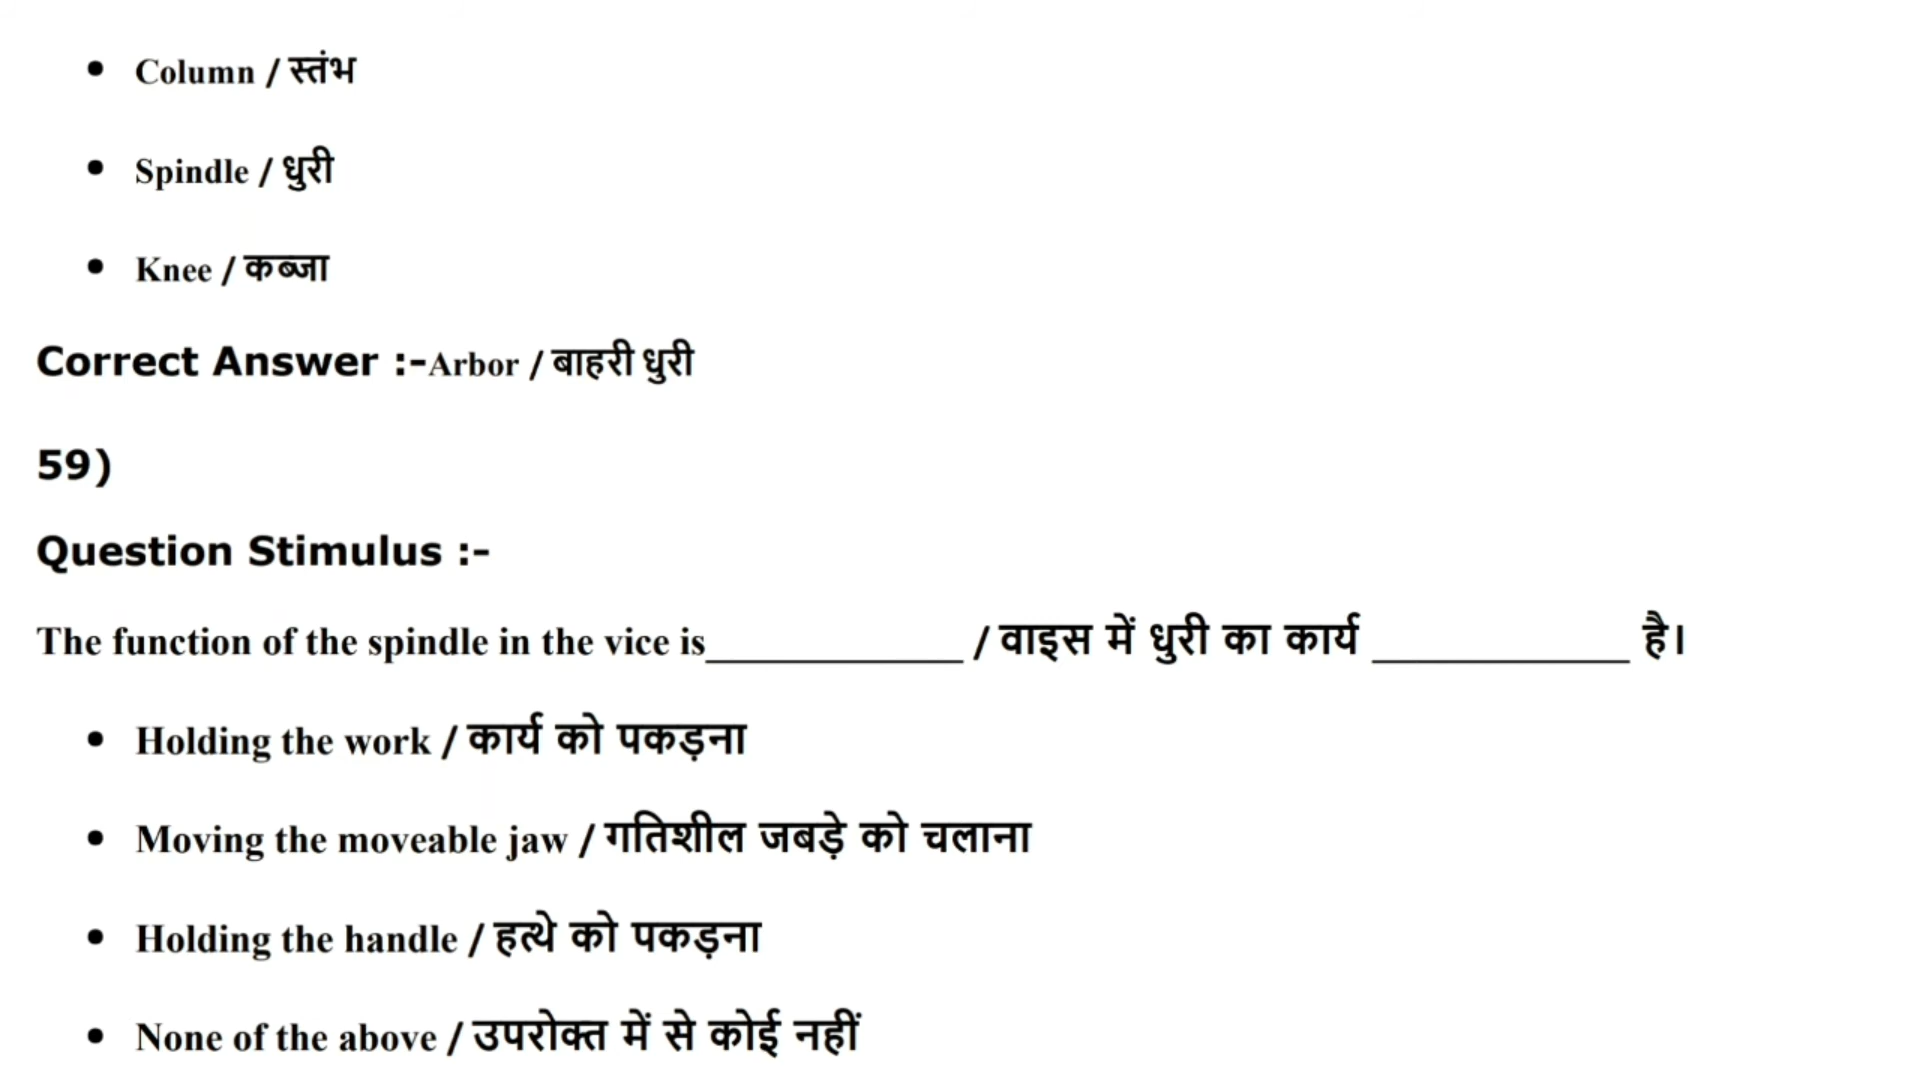 • Column / स्तंभ
• Spindle / धुरी
• Knee / कब्जा
Correct Answer :-Arbor / बाहरी धुरी
59)
Question Stimulus :-
The function of the spindle in the vice is____________ / वाइस में धुरी का कार्य ____________ है।
• Holding the work / कार्य को पकड़ना
• Moving the moveable jaw / गतिशील जबड़े को चलाना
• Holding the handle / हत्थे को पकड़ना
• None of the above / उपरोक्त में से कोई नहीं